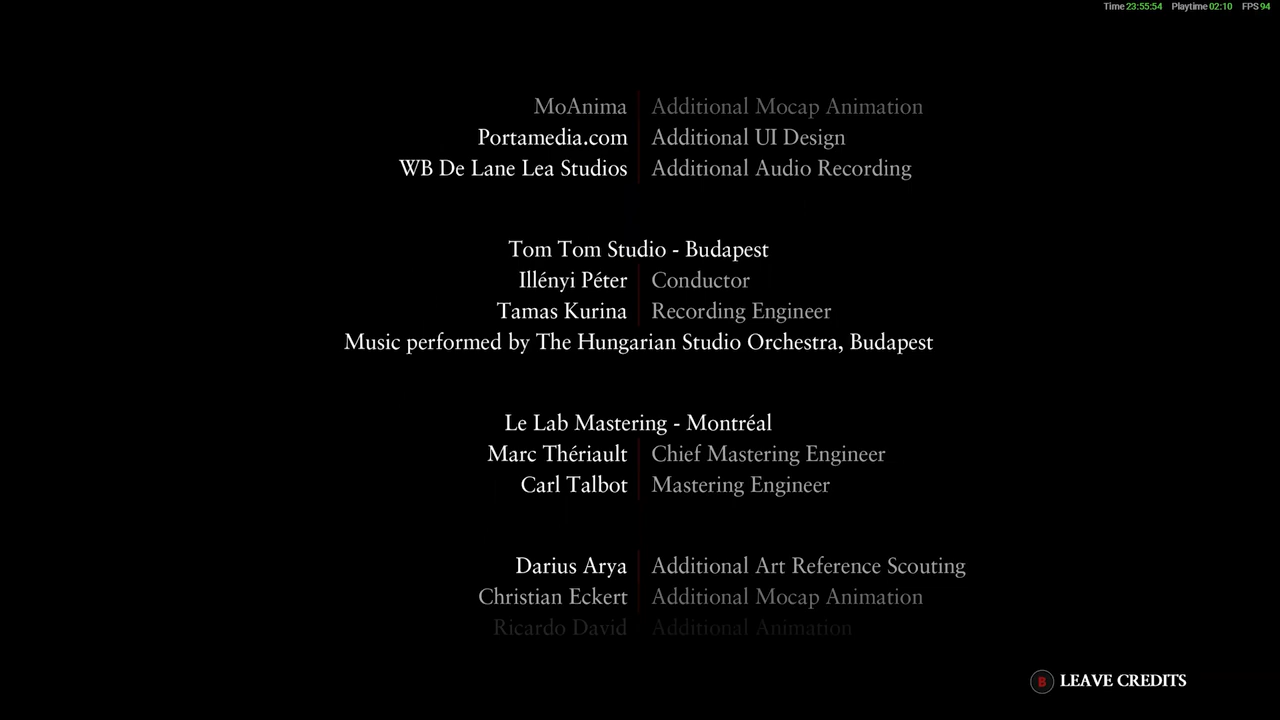 Time 23:55:54 Playtime 02:10 FPS 94
MoAnima Additional Mocap Animation
Portamedia.com Additional UI Design
WB De Lane Lea Studios Additional Audio Recording
Tom Tom Studio - Budapest
Illényi Péter Conductor
Tamas Kurina Recording Engineer
Music performed by The Hungarian Studio Orchestra, Budapest
Le Lab Mastering - Montréal
Marc Thériault Chief Mastering Engineer
Carl Talbot Mastering Engineer
Darius Arya Additional Art Reference Scouting
Christian Eckert Additional Mocap Animation
Ricardo David Additional Animation
B LEAVE CREDITS